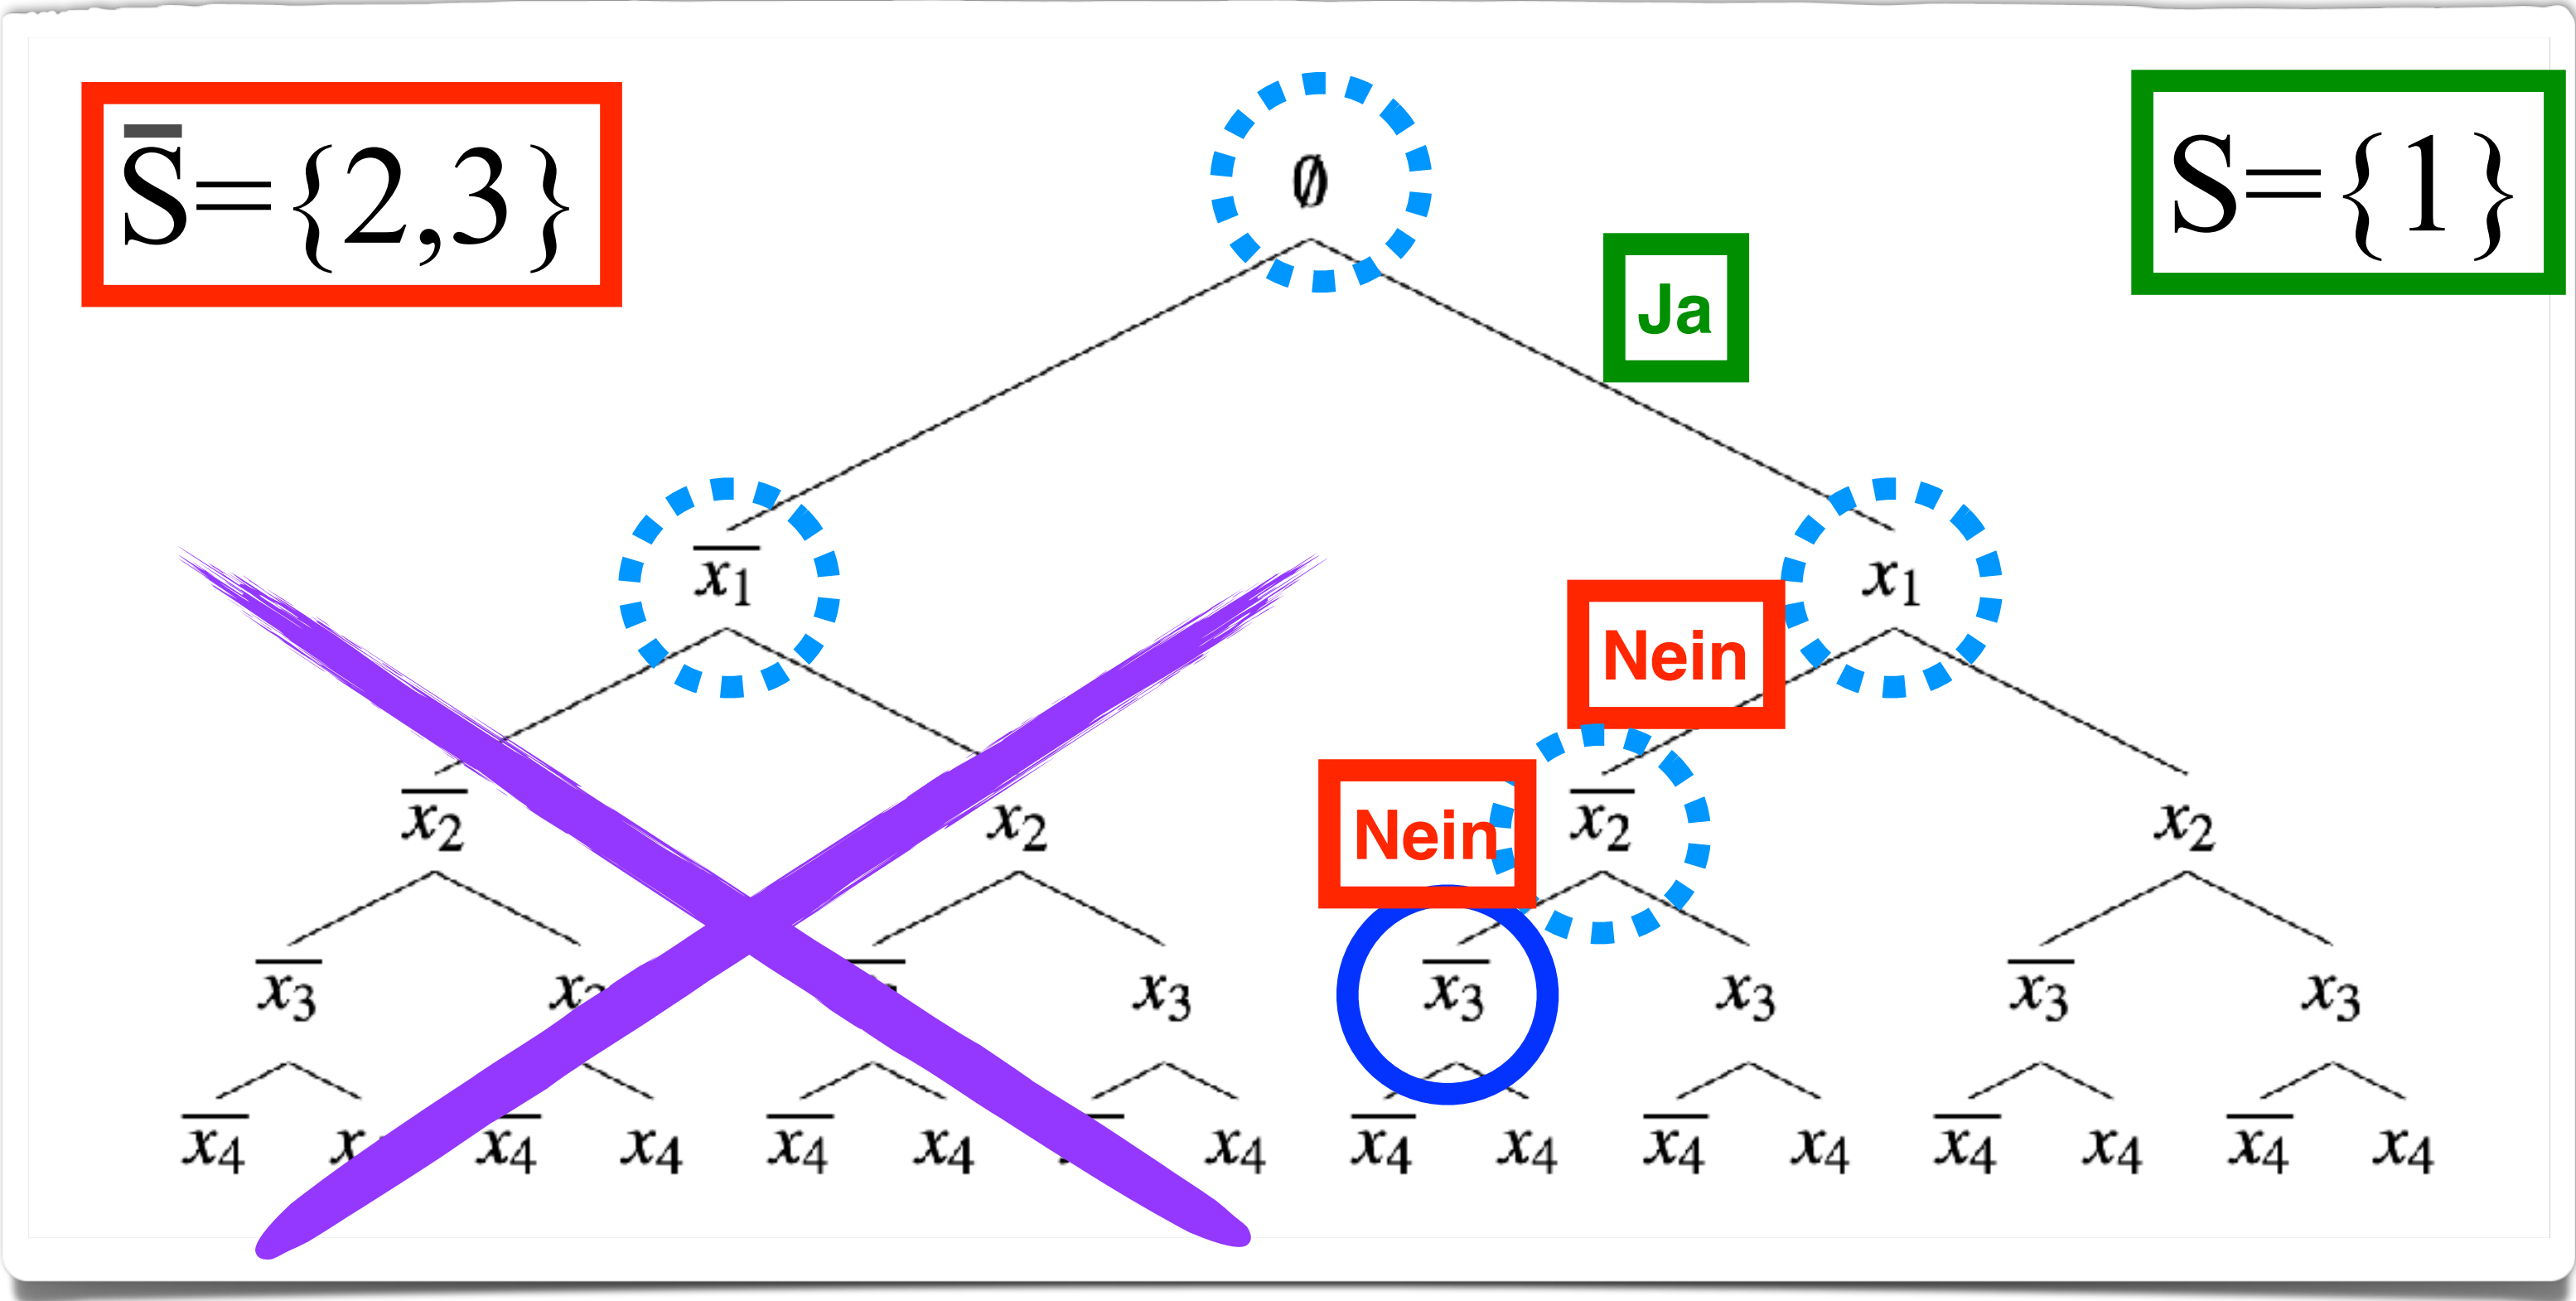 S̅={2,3}
∅
S={1}
Ja
x̅₁ x₁
Nein
Nein
x̅₂ x₂ x̅₂ x₂
x̅₃ x₃ x̅₃ x₃ x̅₃ x₃
x̅₄ x̅₄ x₄ x̅₄ x₄ x₄ x̅₄ x₄ x̅₄ x₄ x̅₄ x₄ x̅₄ x₄